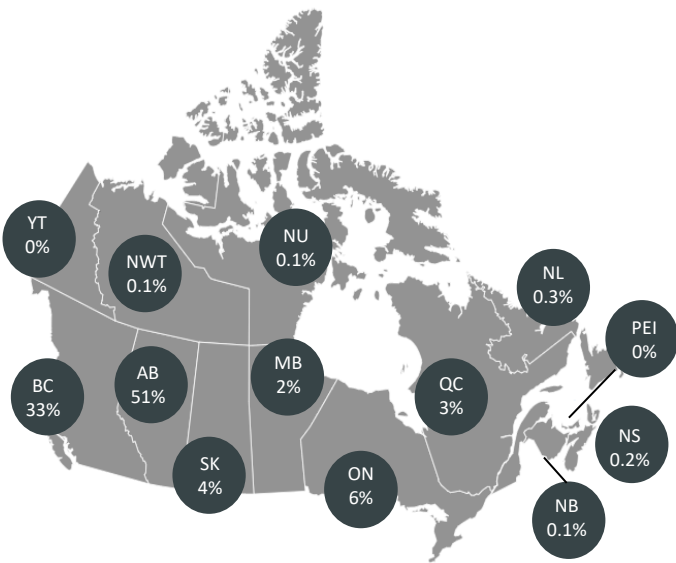 YT
0%
NWT
0.1%
NU
0.1%
NL
0.3%
PEI
0%
BC
33%
AB
51%
MB
2%
QC
3%
SK
4%
ON
6%
NS
0.2%
NB
0.1%